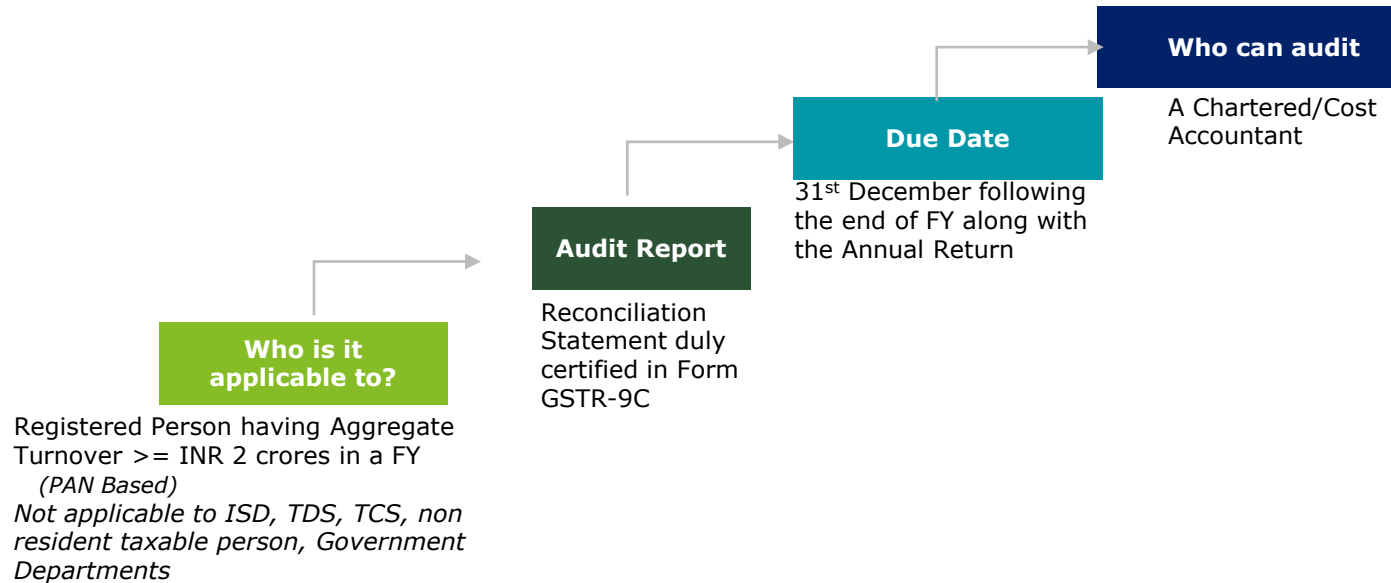 Who is it
applicable to?
Registered Person having Aggregate
Turnover >= INR 2 crores in a FY
(PAN Based)
Not applicable to ISD, TDS, TCS, non
resident taxable person, Government
Departments
Audit Report
Reconciliation
Statement duly
certified in Form
GSTR-9C
Due Date
31st December following
the end of FY along with
the Annual Return
Who can audit
A Chartered/Cost
Accountant